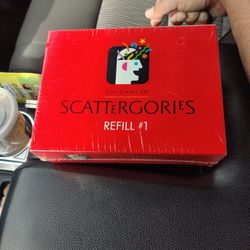 THE GAME OF
SCATTERGORIES
REFILL #1